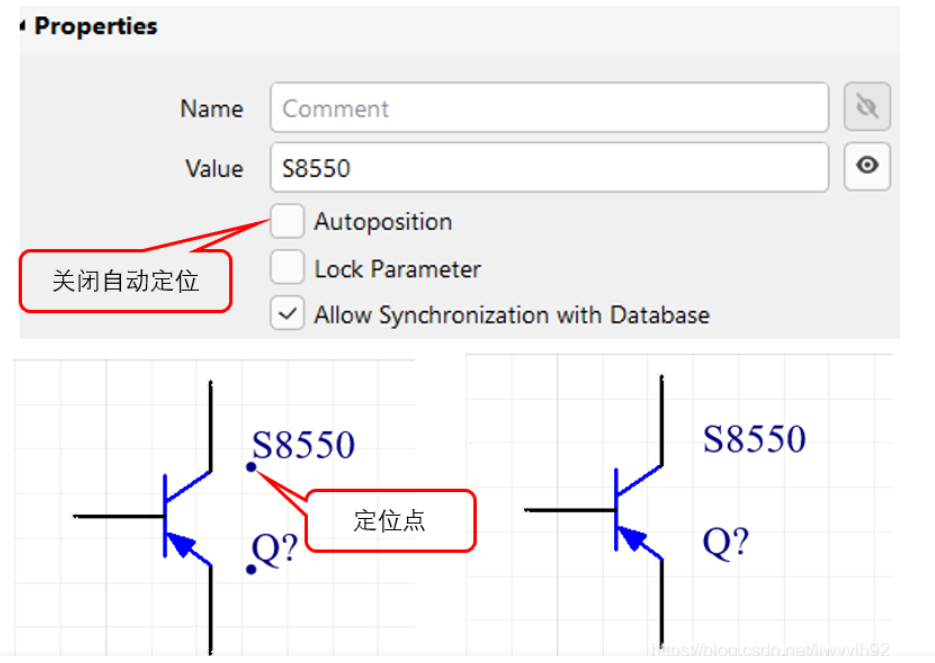 Properties
Name
Comment
Value
S8550
Autoposition
关闭自动定位
Lock Parameter
Allow Synchronization with Database
S8550
S8550
定位点
Q?
Q?
https://blog.csdn.net/liwyylh92